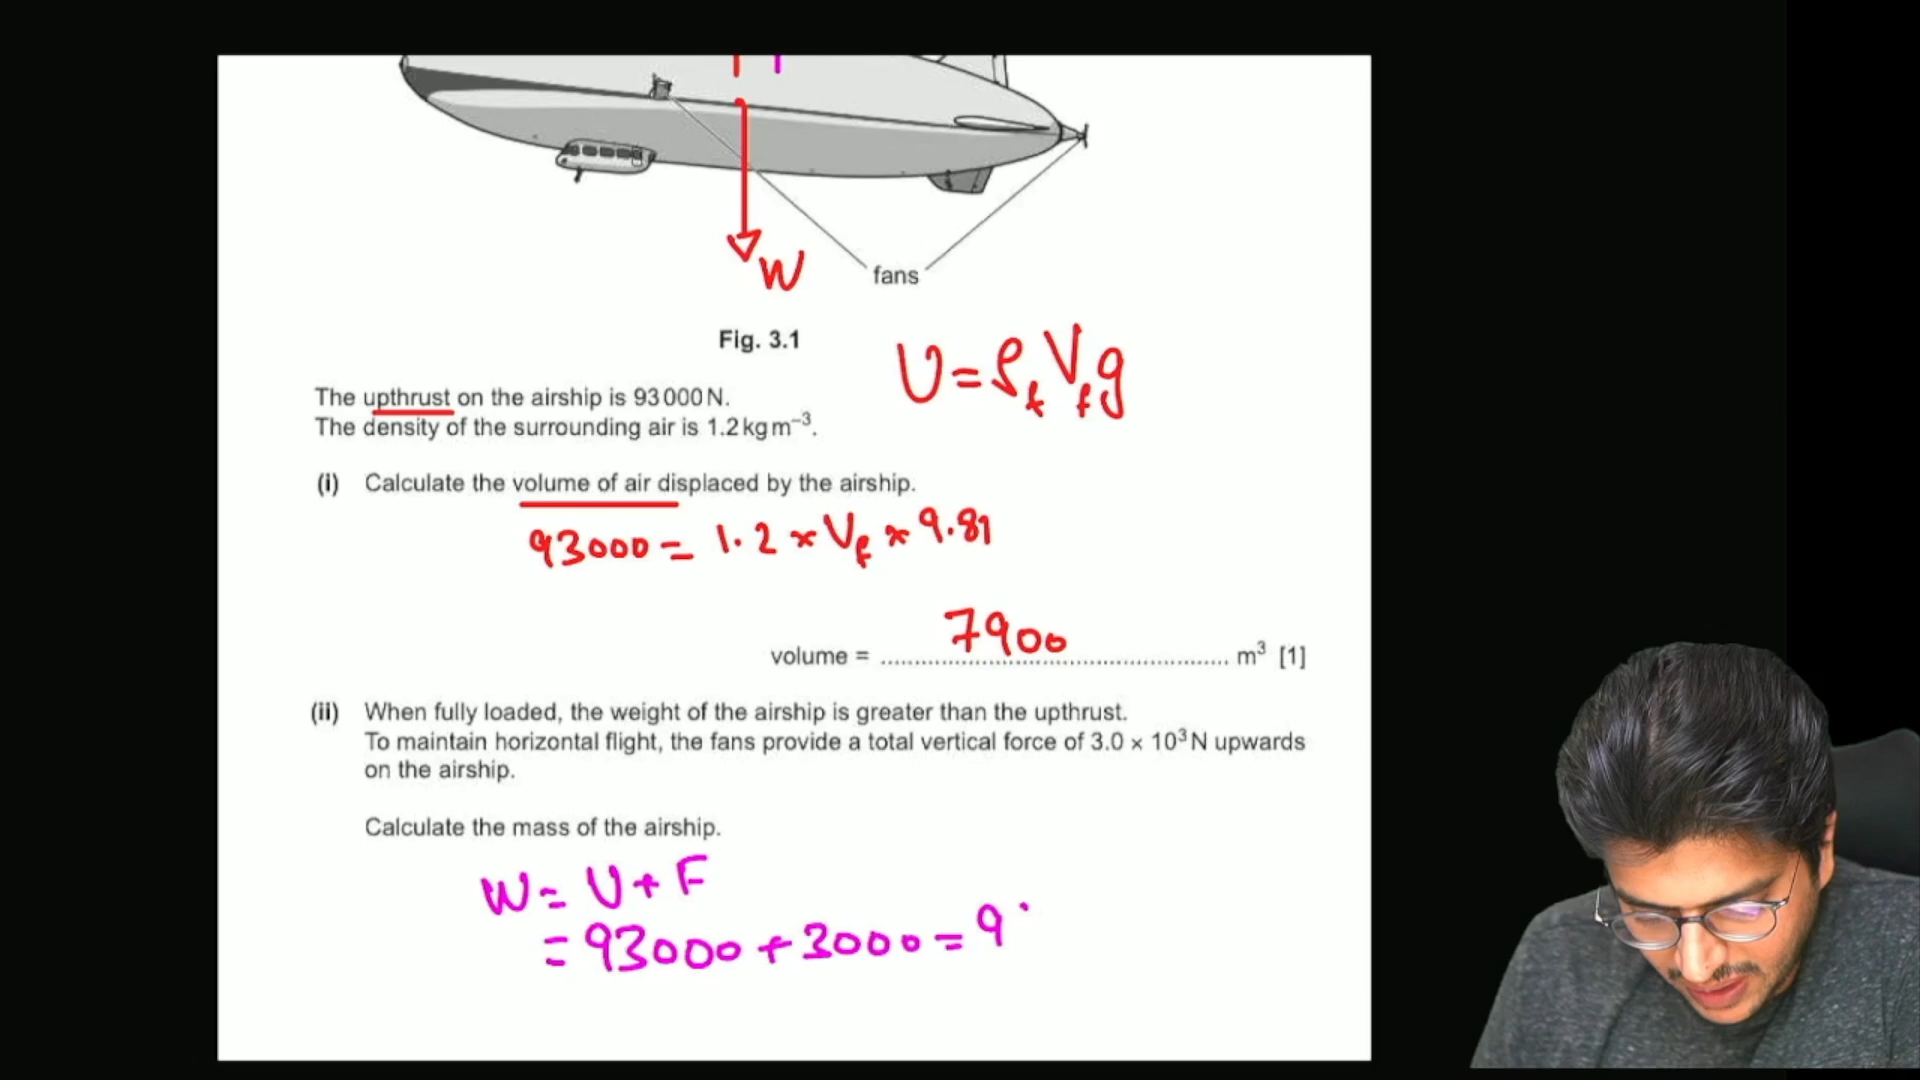 W
fans
Fig. 3.1
U = ρf Vf g
The upthrust on the airship is 93 000 N.
The density of the surrounding air is 1.2 kg m⁻³.
(i) Calculate the volume of air displaced by the airship.
93000 = 1.2 × Vf × 9.81
7900
volume = ............................................................ m³ [1]
(ii) When fully loaded, the weight of the airship is greater than the upthrust.
To maintain horizontal flight, the fans provide a total vertical force of 3.0 × 10³ N upwards
on the airship.
Calculate the mass of the airship.
W = U + F
= 93000 + 3000 = 9